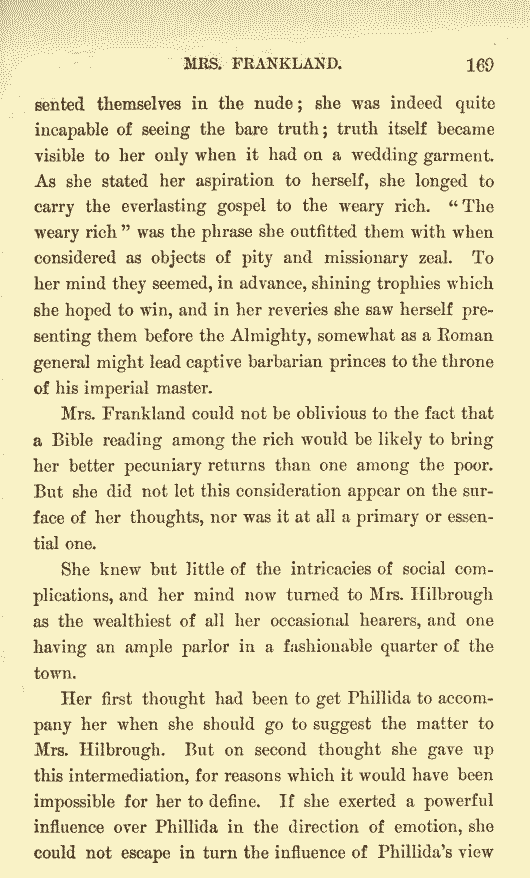 MRS. FRANKLAND. 169
sented themselves in the nude; she was indeed quite
incapable of seeing the bare truth; truth itself became
visible to her only when it had on a wedding garment.
As she stated her aspiration to herself, she longed to
carry the everlasting gospel to the weary rich. “The
weary rich” was the phrase she outfitted them with when
considered as objects of pity and missionary zeal. To
her mind they seemed, in advance, shining trophies which
she hoped to win, and in her reveries she saw herself pre-
senting them before the Almighty, somewhat as a Roman
general might lead captive barbarian princes to the throne
of his imperial master.
Mrs. Frankland could not be oblivious to the fact that
a Bible reading among the rich would be likely to bring
her better pecuniary returns than one among the poor.
But she did not let this consideration appear on the sur-
face of her thoughts, nor was it at all a primary or essen-
tial one.
She knew but little of the intricacies of social com-
plications, and her mind now turned to Mrs. Hilbrough
as the wealthiest of all her occasional hearers, and one
having an ample parlor in a fashionable quarter of the
town.
Her first thought had been to get Phillida to accom-
pany her when she should go to suggest the matter to
Mrs. Hilbrough. But on second thought she gave up
this intermediation, for reasons which it would have been
impossible for her to define. If she exerted a powerful
influence over Phillida in the direction of emotion, she
could not escape in turn the influence of Phillida's view